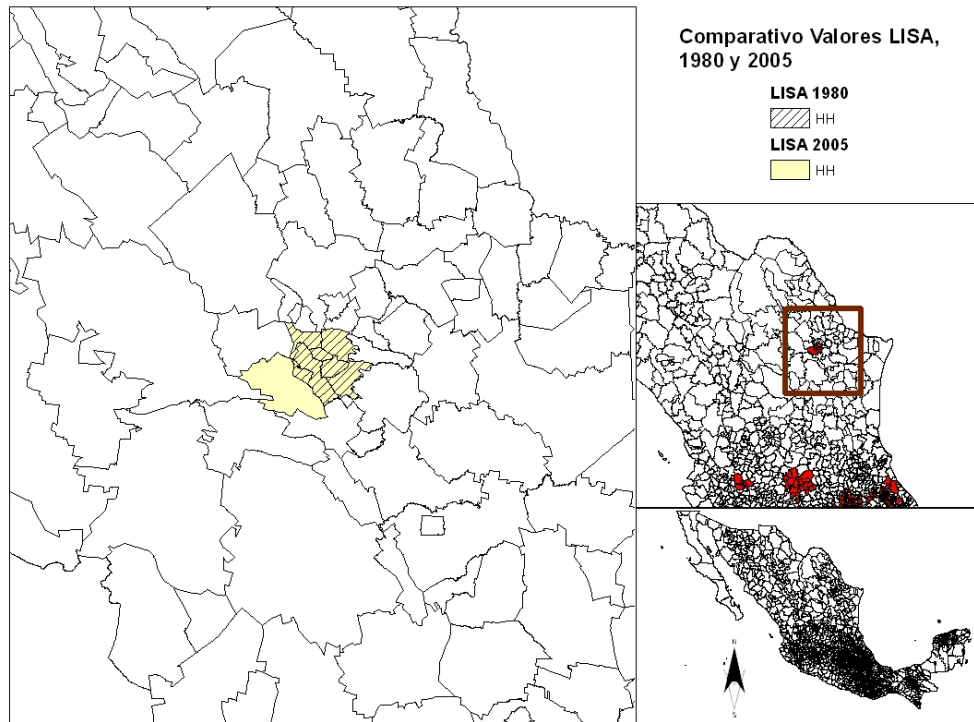 Comparativo Valores LISA,
1980 y 2005
LISA 1980
HH
LISA 2005
HH
N
S